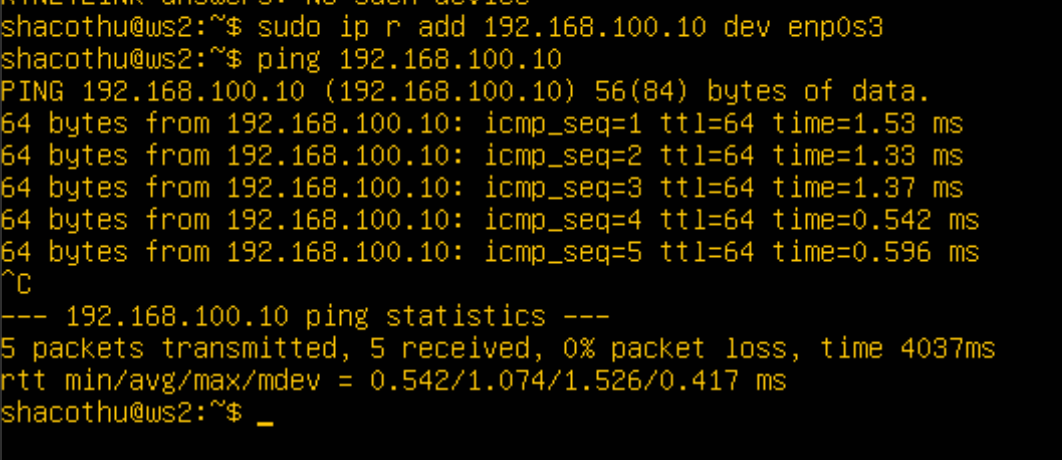 shacothu@ws2:~$ sudo ip r add 192.168.100.10 dev enp0s3
shacothu@ws2:~$ ping 192.168.100.10
PING 192.168.100.10 (192.168.100.10) 56(84) bytes of data.
64 bytes from 192.168.100.10: icmp_seq=1 ttl=64 time=1.53 ms
64 bytes from 192.168.100.10: icmp_seq=2 ttl=64 time=1.33 ms
64 bytes from 192.168.100.10: icmp_seq=3 ttl=64 time=1.37 ms
64 bytes from 192.168.100.10: icmp_seq=4 ttl=64 time=0.542 ms
64 bytes from 192.168.100.10: icmp_seq=5 ttl=64 time=0.596 ms
^C
--- 192.168.100.10 ping statistics ---
5 packets transmitted, 5 received, 0% packet loss, time 4037ms
rtt min/avg/max/mdev = 0.542/1.074/1.526/0.417 ms
shacothu@ws2:~$ _